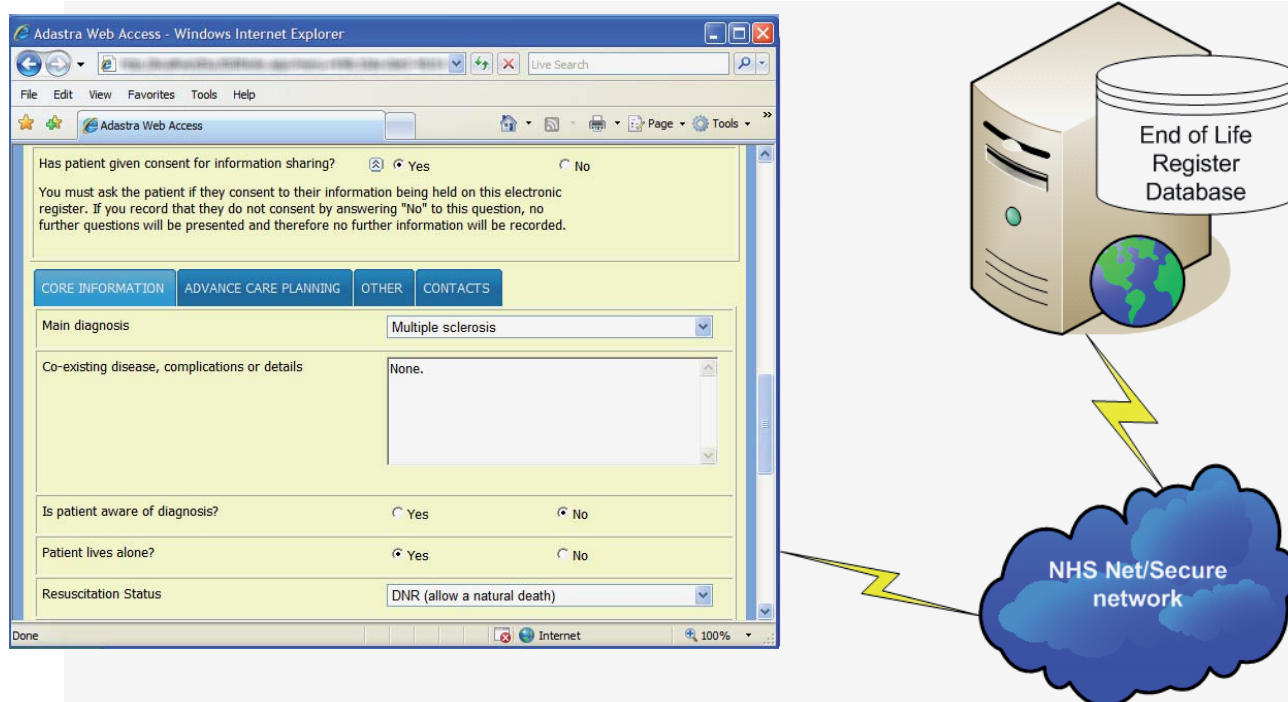 Adastra Web Access - Windows Internet Explorer
Live Search
File Edit View Favorites Tools Help
Adastra Web Access
Page Tools »
Has patient given consent for information sharing? Yes No
You must ask the patient if they consent to their information being held on this electronic
register. If you record that they do not consent by answering "No" to this question, no
further questions will be presented and therefore no further information will be recorded.
CORE INFORMATION ADVANCE CARE PLANNING OTHER CONTACTS
Main diagnosis Multiple sclerosis
Co-existing disease, complications or details None.
Is patient aware of diagnosis? Yes No
Patient lives alone? Yes No
Resuscitation Status DNR (allow a natural death)
Done Internet 100%
End of Life
Register
Database
NHS Net/Secure
network